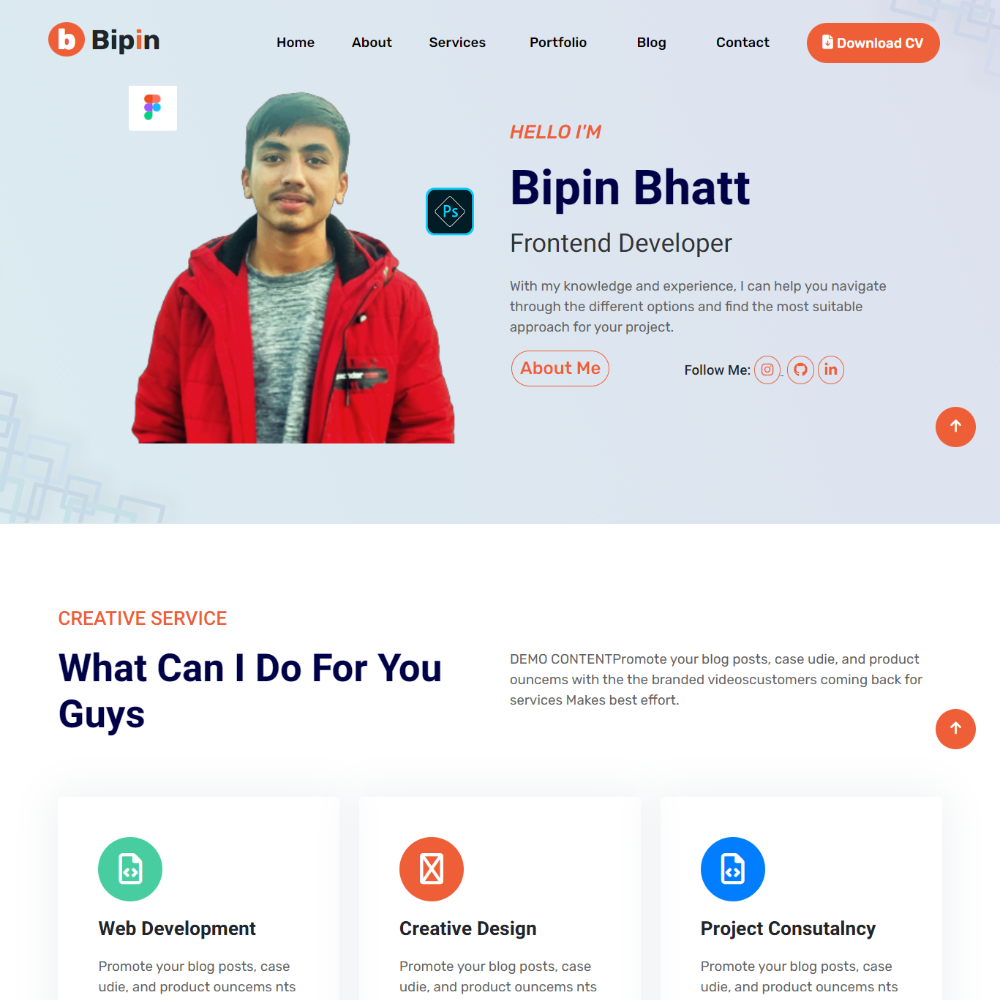 b Bipin
Home About Services Portfolio Blog Contact Download CV
HELLO I'M
Ps
Bipin Bhatt
Frontend Developer
With my knowledge and experience, I can help you navigate
through the different options and find the most suitable
approach for your project.
About Me
Follow Me:
in
CREATIVE SERVICE
What Can I Do For You
Guys
DEMO CONTENTPromote your blog posts, case udie, and product
ouncems with the the branded videoscustomers coming back for
services Makes best effort.
Web Development
Promote your blog posts, case
udie, and product ouncems nts
Creative Design
Promote your blog posts, case
udie, and product ouncems nts
Project Consutalncy
Promote your blog posts, case
udie, and product ouncems nts